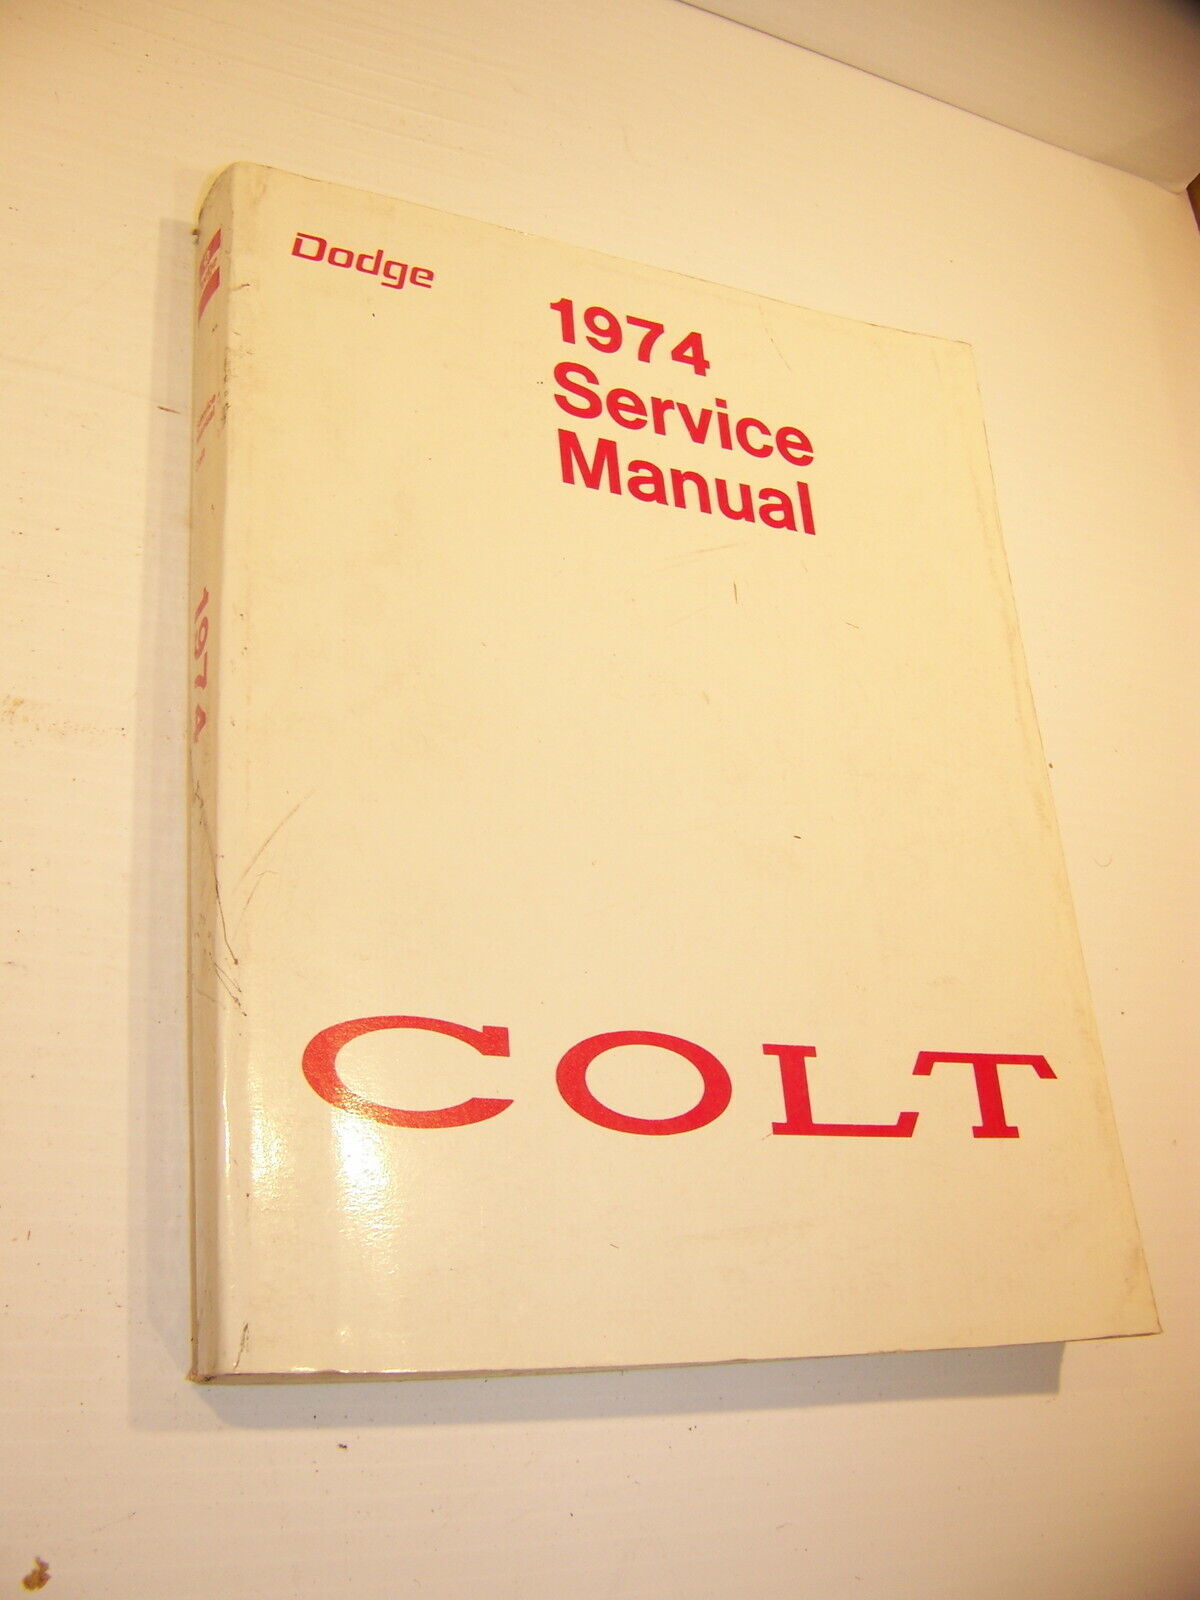 Dodge
1974
Service
Manual
COLT
1974